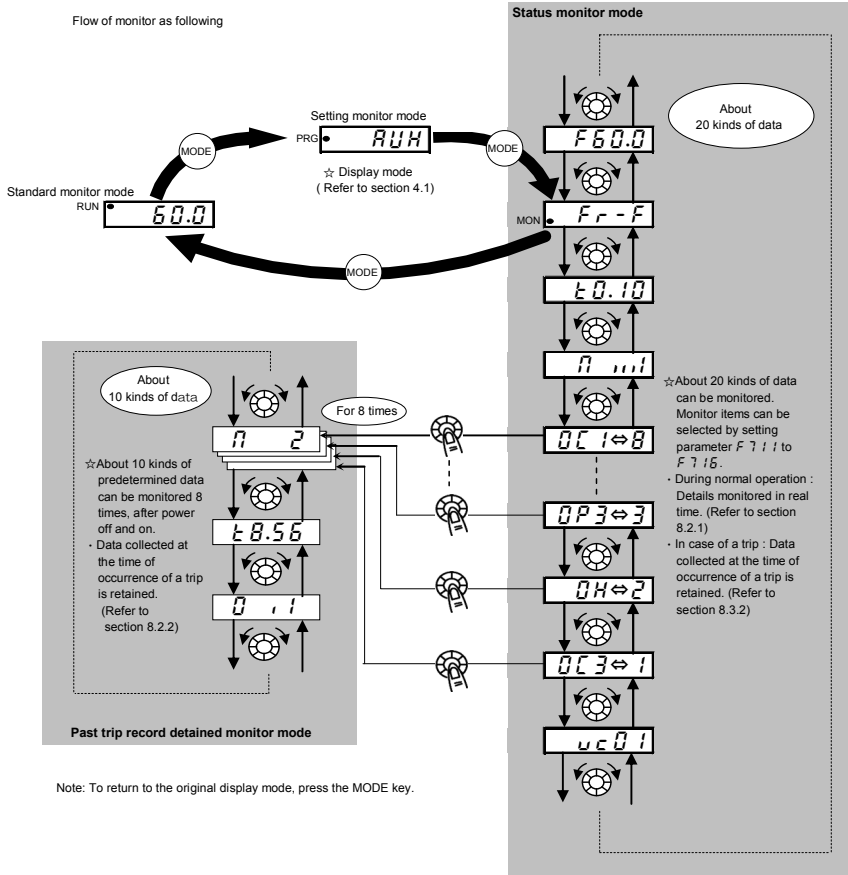 Flow of monitor as following
Status monitor mode
Setting monitor mode
PRG
AUH
MODE
MODE
☆ Display mode
( Refer to section 4.1)
Standard monitor mode
RUN
60.0
MODE
About
20 kinds of data
F60.0
MON
Fr-F
t0.10
OC1⇔8
OP3⇔3
OH⇔2
OC3⇔1
uc01
☆About 20 kinds of data
can be monitored.
Monitor items can be
selected by setting
parameter F711 to
F716.
・During normal operation :
Details monitored in real
time. (Refer to section
8.2.1)
・In case of a trip : Data
collected at the time of
occurrence of a trip is
retained. (Refer to
section 8.3.2)
About
10 kinds of data
For 8 times
n 2
t8.56
☆About 10 kinds of
predetermined data
can be monitored 8
times, after power
off and on.
・Data collected at
the time of
occurrence of a trip
is retained.
(Refer to
section 8.2.2)
Past trip record detained monitor mode
Note: To return to the original display mode, press the MODE key.